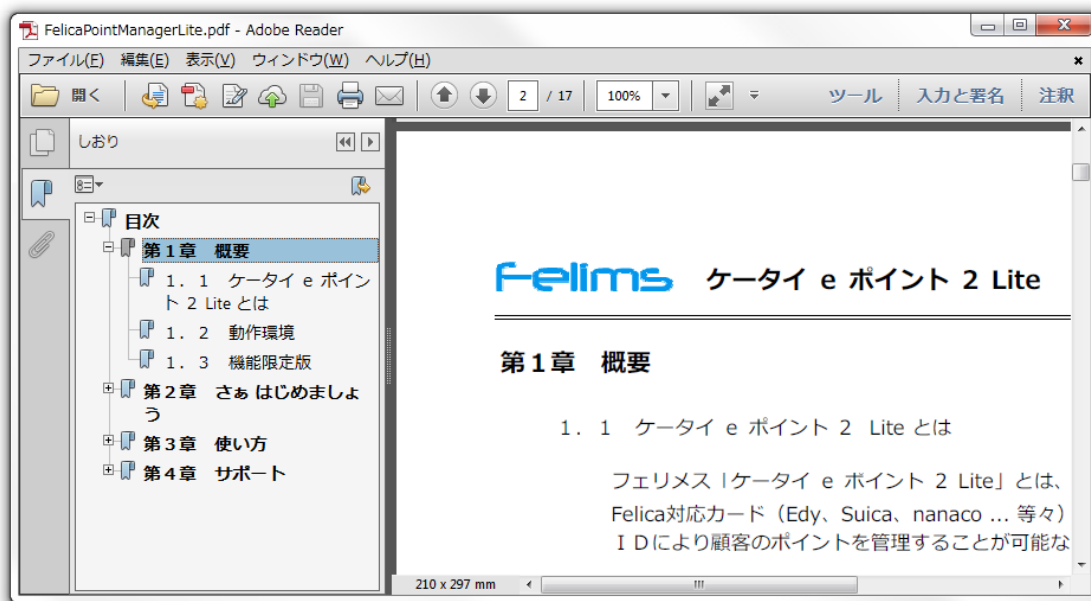 FelicaPointManagerLite.pdf - Adobe Reader
ファイル(F) 編集(E) 表示(V) ウィンドウ(W) ヘルプ(H)
開く 2 / 17 100% ツール 入力と署名 注釈
しおり
目次
第１章　概要
１．１　ケータイ e ポイン
ト 2 Lite とは
１．２　動作環境
１．３　機能限定版
第２章　さぁ はじめましょ
う
第３章　使い方
第４章　サポート
Felims ケータイ e ポイント 2 Lite
第１章　概要
１．１　ケータイ e ポイント 2 Lite とは
フェリメス「ケータイ e ポイント 2 Lite」とは、
Felica対応カード（Edy、Suica、nanaco ... 等々）
ＩＤにより顧客のポイントを管理することが可能な
210 x 297 mm